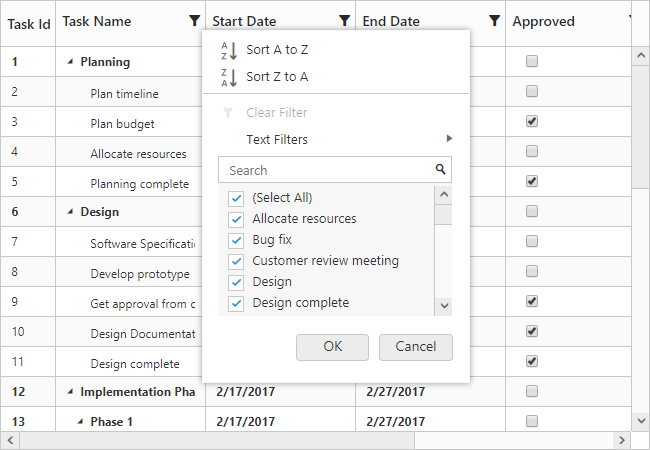 Task Id Task Name Start Date End Date Approved
1 Planning
2 Plan timeline
3 Plan budget
4 Allocate resources
5 Planning complete
6 Design
7 Software Specificatio
8 Develop prototype
9 Get approval from c
10 Design Documentat
11 Design complete
12 Implementation Pha 2/17/2017 2/27/2017
13 Phase 1 2/17/2017 2/27/2017
Sort A to Z
Sort Z to A
Clear Filter
Text Filters
Search
(Select All)
Allocate resources
Bug fix
Customer review meeting
Design
Design complete
OK Cancel